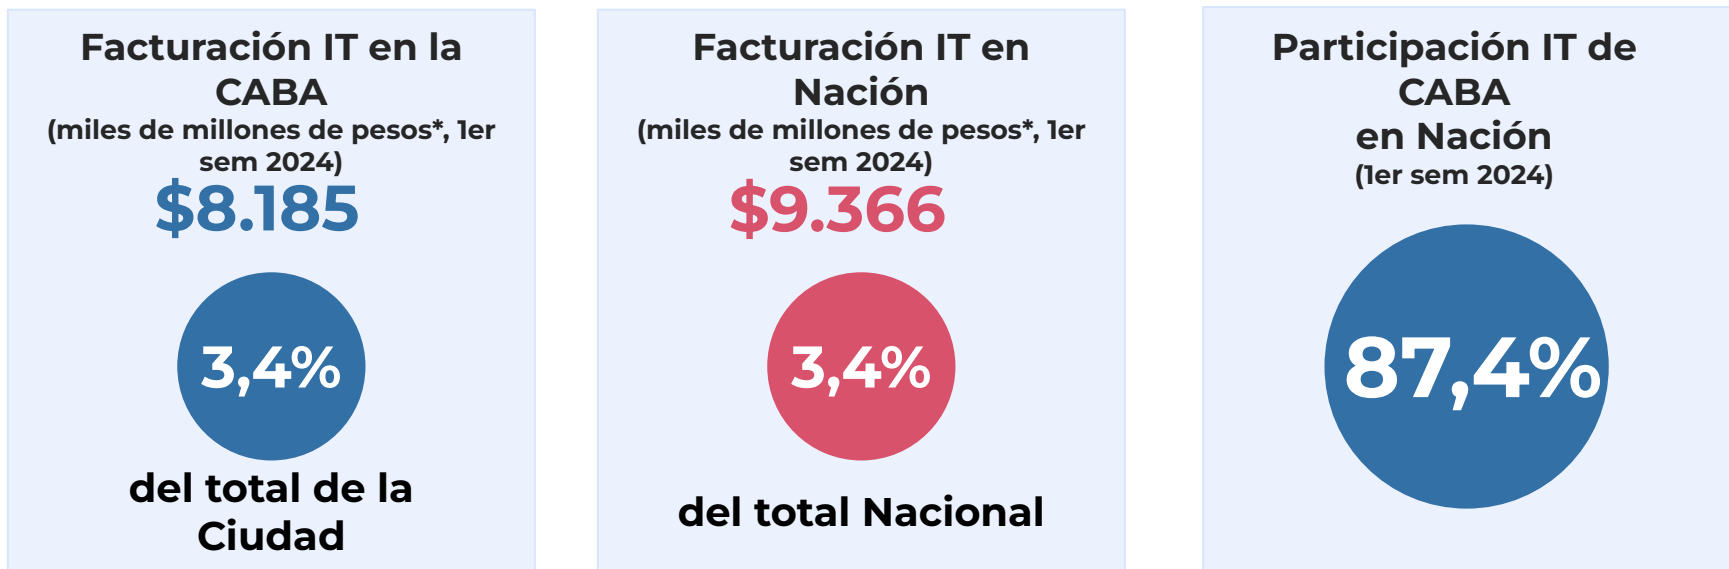 Facturación IT en la
CABA
(miles de millones de pesos*, 1er
sem 2024)
$8.185
3,4%
del total de la
Ciudad
Facturación IT en
Nación
(miles de millones de pesos*, 1er
sem 2024)
$9.366
3,4%
del total Nacional
Participación IT de
CABA
en Nación
(1er sem 2024)
87,4%